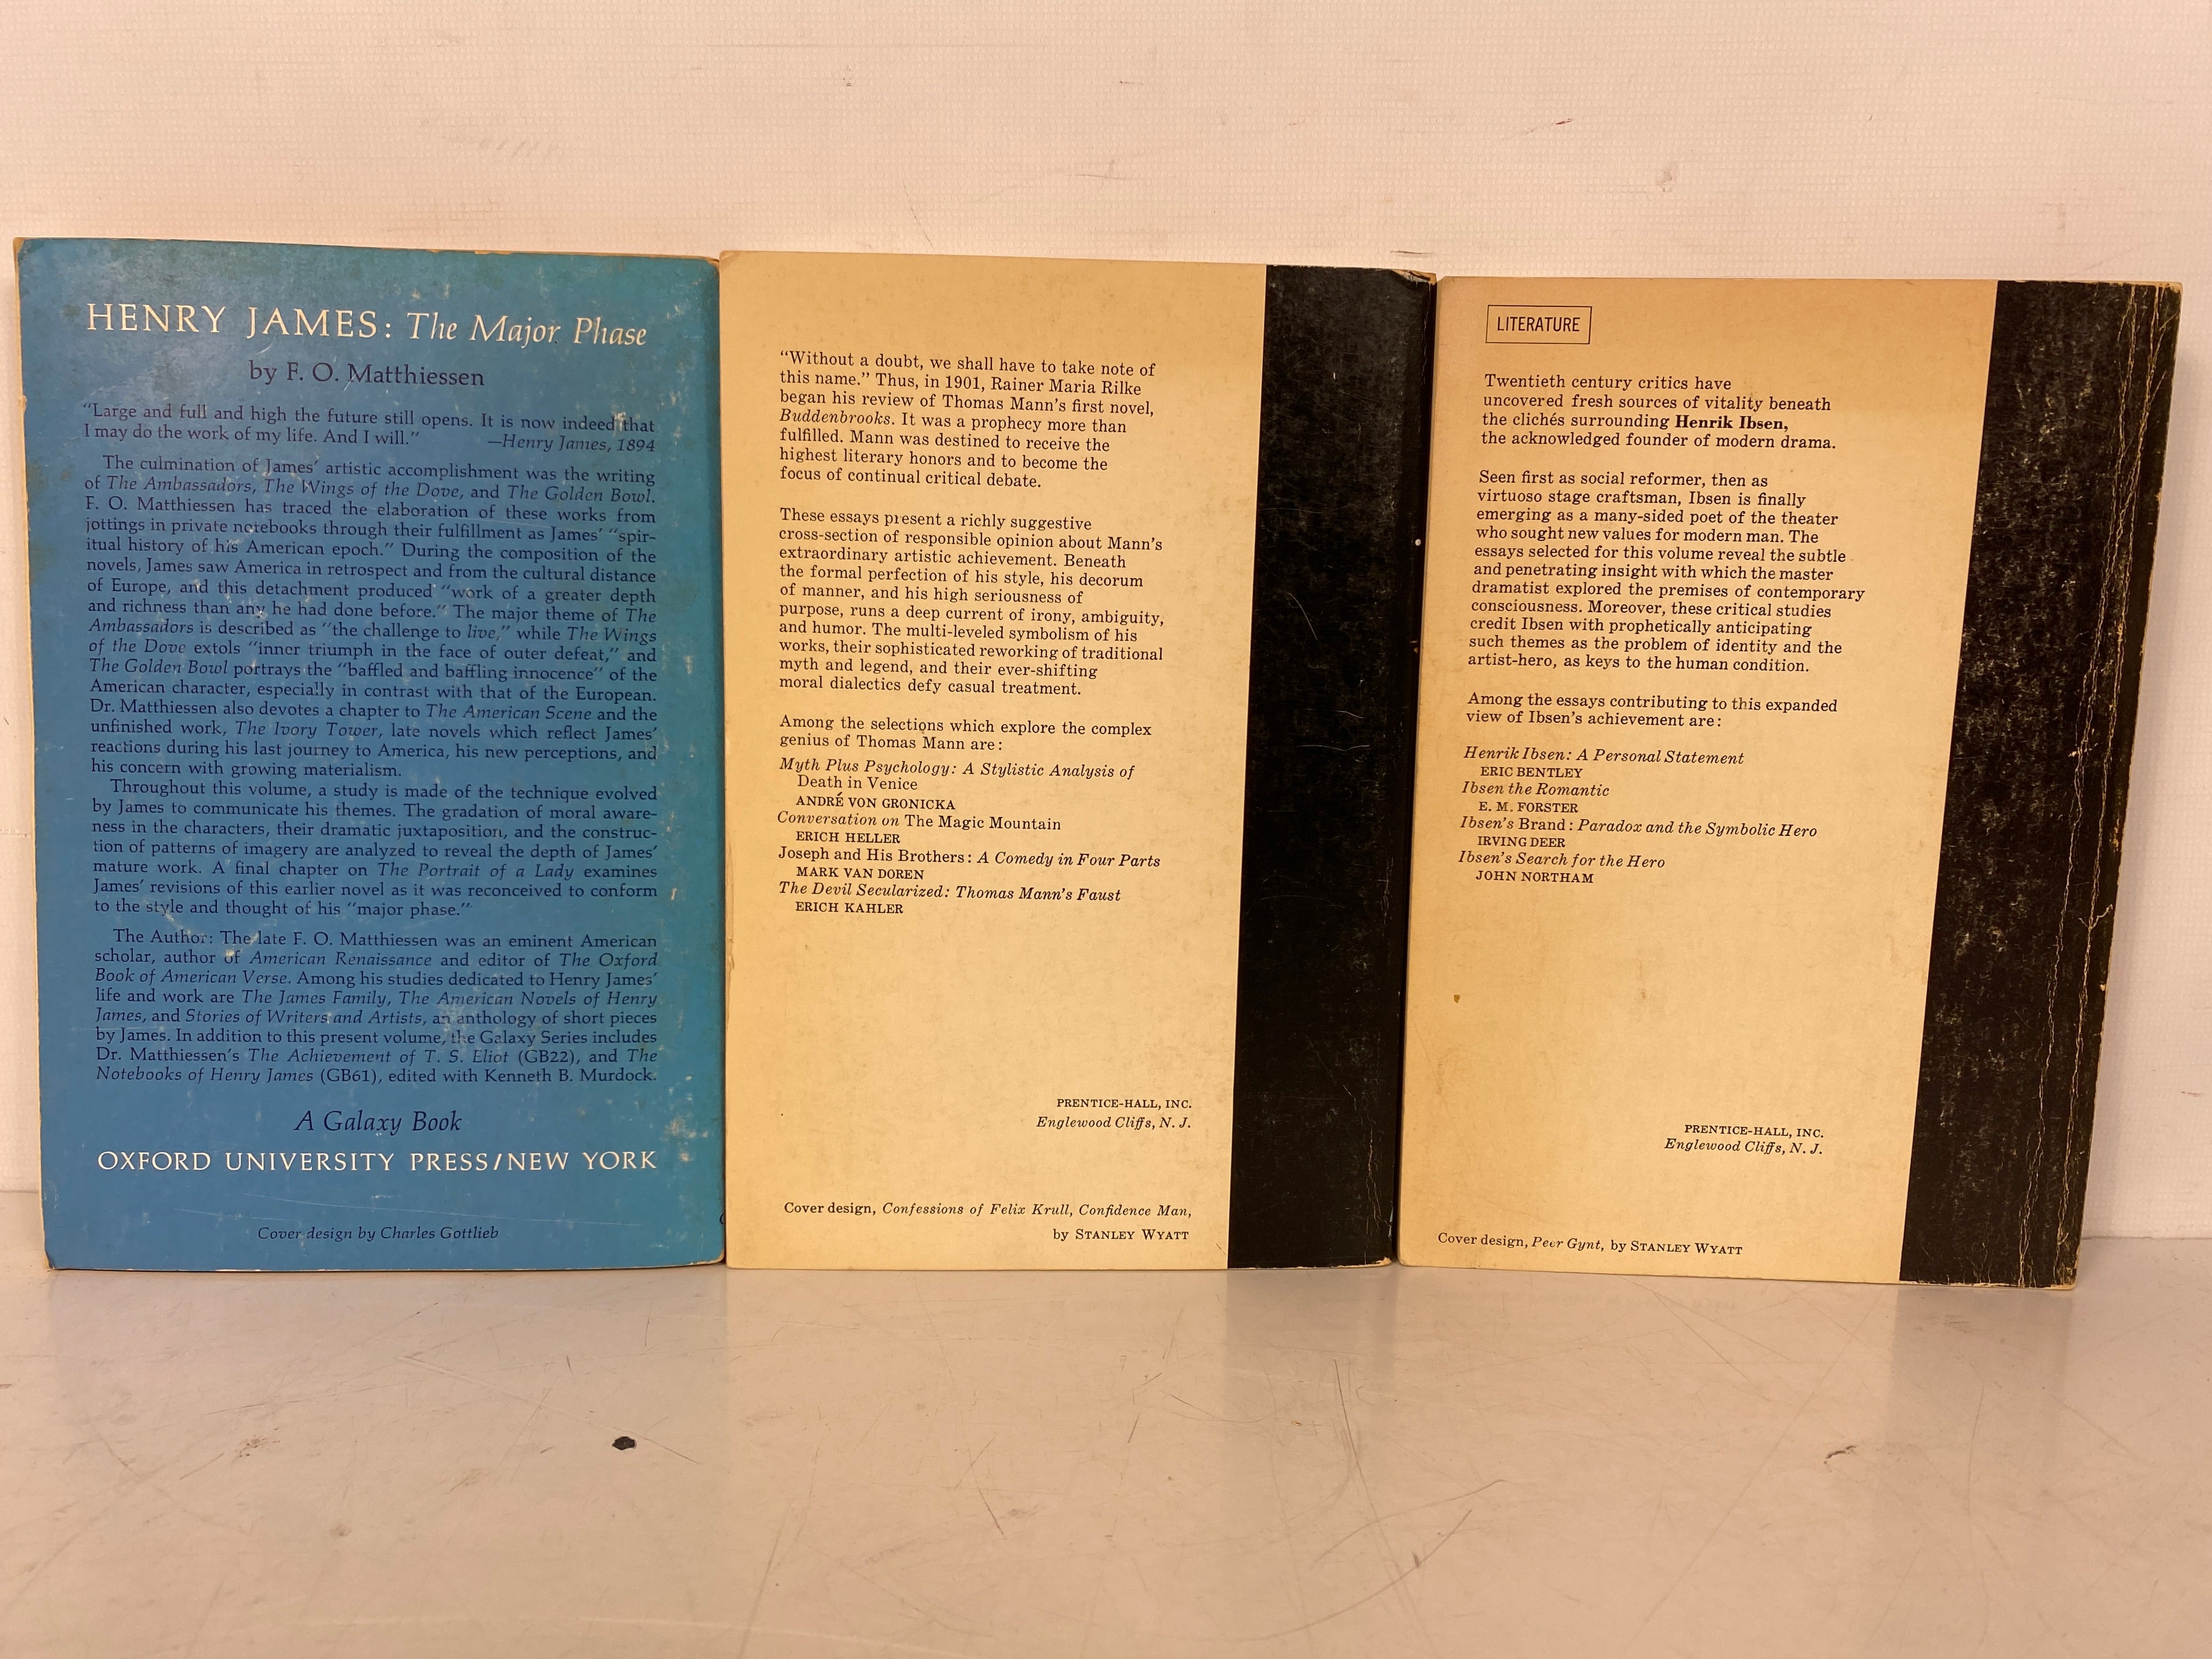 HENRY JAMES: The Major Phase
by F. O. Matthiessen
“Large and full and high the future still opens. It is now indeed that
I may do the work of my life. And I will.” —Henry James, 1894
The culmination of James’ artistic accomplishment was the writing
of The Ambassadors, The Wings of the Dove, and The Golden Bowl.
F. O. Matthiessen has traced the elaboration of these works from
jottings in private notebooks through their fulfillment as James’ “spir-
itual history of his American epoch.” During the composition of the
novels, James saw America in retrospect and from the cultural distance
of Europe, and this detachment produced “work of a greater depth
and richness than any he had done before.” The major theme of The
Ambassadors is described as “the challenge to live,” while The Wings
of the Dove extols “inner triumph in the face of outer defeat,” and
The Golden Bowl portrays the “baffled and baffling innocence” of the
American character, especially in contrast with that of the European.
Dr. Matthiessen also devotes a chapter to The American Scene and the
unfinished work, The Ivory Tower, late novels which reflect James’
reactions during his last journey to America, his new perceptions, and
his concern with growing materialism.
Throughout this volume, a study is made of the technique evolved
by James to communicate his themes. The gradation of moral aware-
ness in the characters, their dramatic juxtaposition, and the construc-
tion of patterns of imagery are analyzed to reveal the depth of James’
mature work. A final chapter on The Portrait of a Lady examines
James’ revisions of this earlier novel as it was reconceived to conform
to the style and thought of his “major phase.”
The Author: The late F. O. Matthiessen was an eminent American
scholar, author of American Renaissance and editor of The Oxford
Book of American Verse. Among his studies dedicated to Henry James’
life and work are The James Family, The American Novels of Henry
James, and Stories of Writers and Artists, an anthology of short pieces
by James. In addition to this present volume, the Galaxy Series includes
Dr. Matthiessen’s The Achievement of T. S. Eliot (GB22), and The
Notebooks of Henry James (GB61), edited with Kenneth B. Murdock.
A Galaxy Book
OXFORD UNIVERSITY PRESS/NEW YORK
Cover design by Charles Gottlieb
“Without a doubt, we shall have to take note of
this name.” Thus, in 1901, Rainer Maria Rilke
began his review of Thomas Mann’s first novel,
Buddenbrooks. It was a prophecy more than
fulfilled. Mann was destined to receive the
highest literary honors and to become the
focus of continual critical debate.
These essays present a richly suggestive
cross-section of responsible opinion about Mann’s
extraordinary artistic achievement. Beneath
the formal perfection of his style, his decorum
of manner, and his high seriousness of
purpose, runs a deep current of irony, ambiguity,
and humor. The multi-leveled symbolism of his
works, their sophisticated reworking of traditional
myth and legend, and their ever-shifting
moral dialectics defy casual treatment.
Among the selections which explore the complex
genius of Thomas Mann are:
Myth Plus Psychology: A Stylistic Analysis of
Death in Venice
ANDRÉ VON GRONICKA
Conversation on The Magic Mountain
ERICH HELLER
Joseph and His Brothers: A Comedy in Four Parts
MARK VAN DOREN
The Devil Secularized: Thomas Mann’s Faust
ERICH KAHLER
PRENTICE-HALL, INC.
Englewood Cliffs, N. J.
Cover design, Confessions of Felix Krull, Confidence Man,
by STANLEY WYATT
LITERATURE
Twentieth century critics have
uncovered fresh sources of vitality beneath
the clichés surrounding Henrik Ibsen,
the acknowledged founder of modern drama.
Seen first as social reformer, then as
virtuoso stage craftsman, Ibsen is finally
emerging as a many-sided poet of the theater
who sought new values for modern man. The
essays selected for this volume reveal the subtle
and penetrating insight with which the master
dramatist explored the premises of contemporary
consciousness. Moreover, these critical studies
credit Ibsen with prophetically anticipating
such themes as the problem of identity and the
artist-hero, as keys to the human condition.
Among the essays contributing to this expanded
view of Ibsen’s achievement are:
Henrik Ibsen: A Personal Statement
ERIC BENTLEY
Ibsen the Romantic
E. M. FORSTER
Ibsen’s Brand: Paradox and the Symbolic Hero
IRVING DEER
Ibsen’s Search for the Hero
JOHN NORTHAM
PRENTICE-HALL, INC.
Englewood Cliffs, N. J.
Cover design, Peer Gynt, by STANLEY WYATT